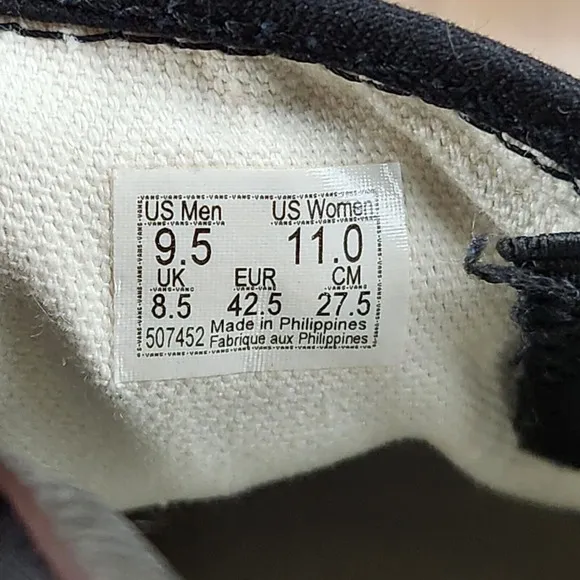 US Men US Women
9.5 11.0
UK EUR CM
8.5 42.5 27.5
507452 Made in Philippines
Fabrique aux Philippines